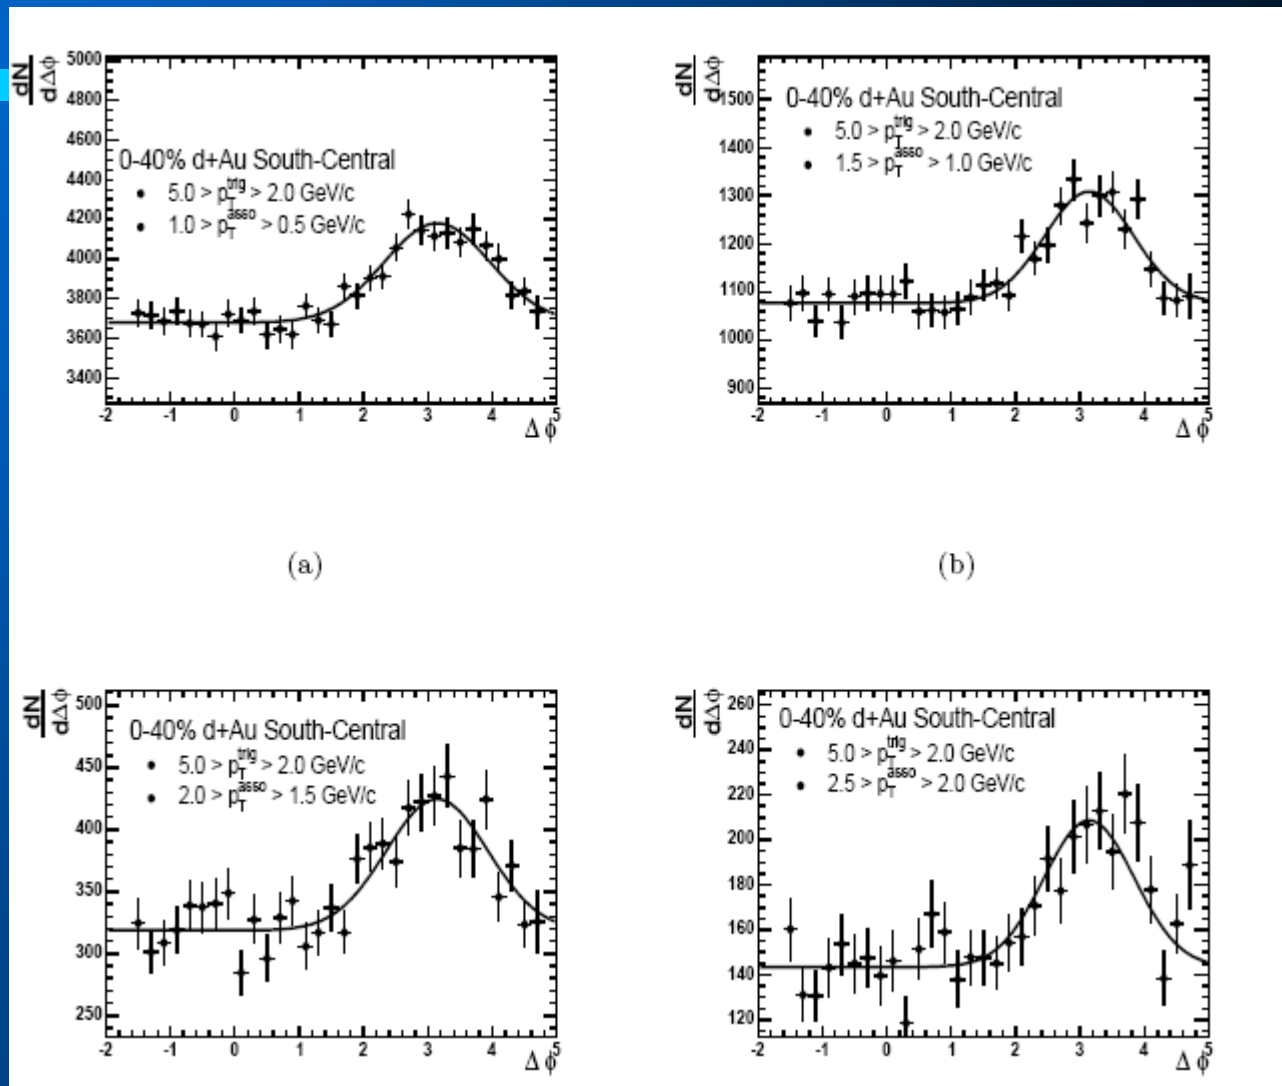 dN
dΔϕ
5000
4800
4600
4400
4200
4000
3800
3600
3400
0-40% d+Au South-Central
5.0 > p_T^trig > 2.0 GeV/c
1.0 > p_T^asso > 0.5 GeV/c
-2 -1 0 1 2 3 4 5
Δ ϕ
(a)
dN
dΔϕ
1500
1400
1300
1200
1100
1000
900
0-40% d+Au South-Central
5.0 > p_T^trig > 2.0 GeV/c
1.5 > p_T^asso > 1.0 GeV/c
-2 -1 0 1 2 3 4 5
Δ ϕ
(b)
dN
dΔϕ
500
450
400
350
300
250
0-40% d+Au South-Central
5.0 > p_T^trig > 2.0 GeV/c
2.0 > p_T^asso > 1.5 GeV/c
-2 -1 0 1 2 3 4 5
Δ ϕ
dN
dΔϕ
260
240
220
200
180
160
140
120
0-40% d+Au South-Central
5.0 > p_T^trig > 2.0 GeV/c
2.5 > p_T^asso > 2.0 GeV/c
-2 -1 0 1 2 3 4 5
Δ ϕ